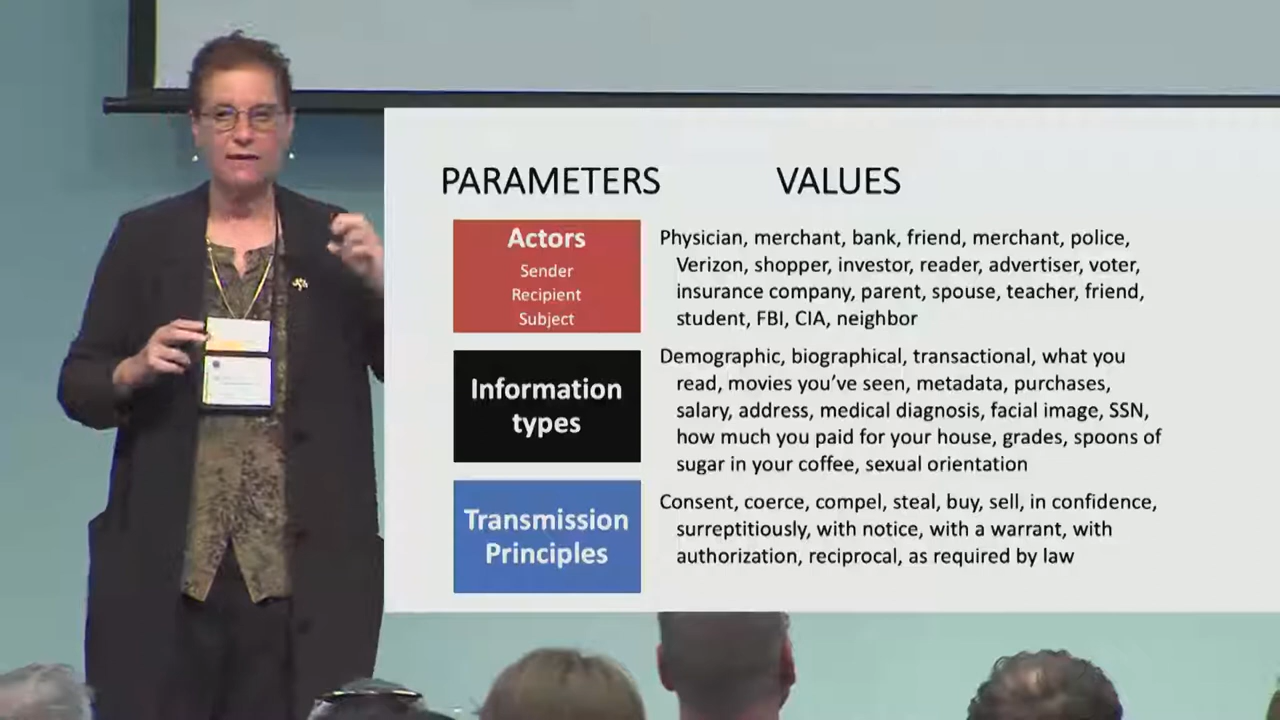 PARAMETERS
VALUES
Actors
Sender
Recipient
Subject
Physician, merchant, bank, friend, merchant, police,
Verizon, shopper, investor, reader, advertiser, voter,
insurance company, parent, spouse, teacher, friend,
student, FBI, CIA, neighbor
Information
types
Demographic, biographical, transactional, what you
read, movies you’ve seen, metadata, purchases,
salary, address, medical diagnosis, facial image, SSN,
how much you paid for your house, grades, spoons of
sugar in your coffee, sexual orientation
Transmission
Principles
Consent, coerce, compel, steal, buy, sell, in confidence,
surreptitiously, with notice, with a warrant, with
authorization, reciprocal, as required by law